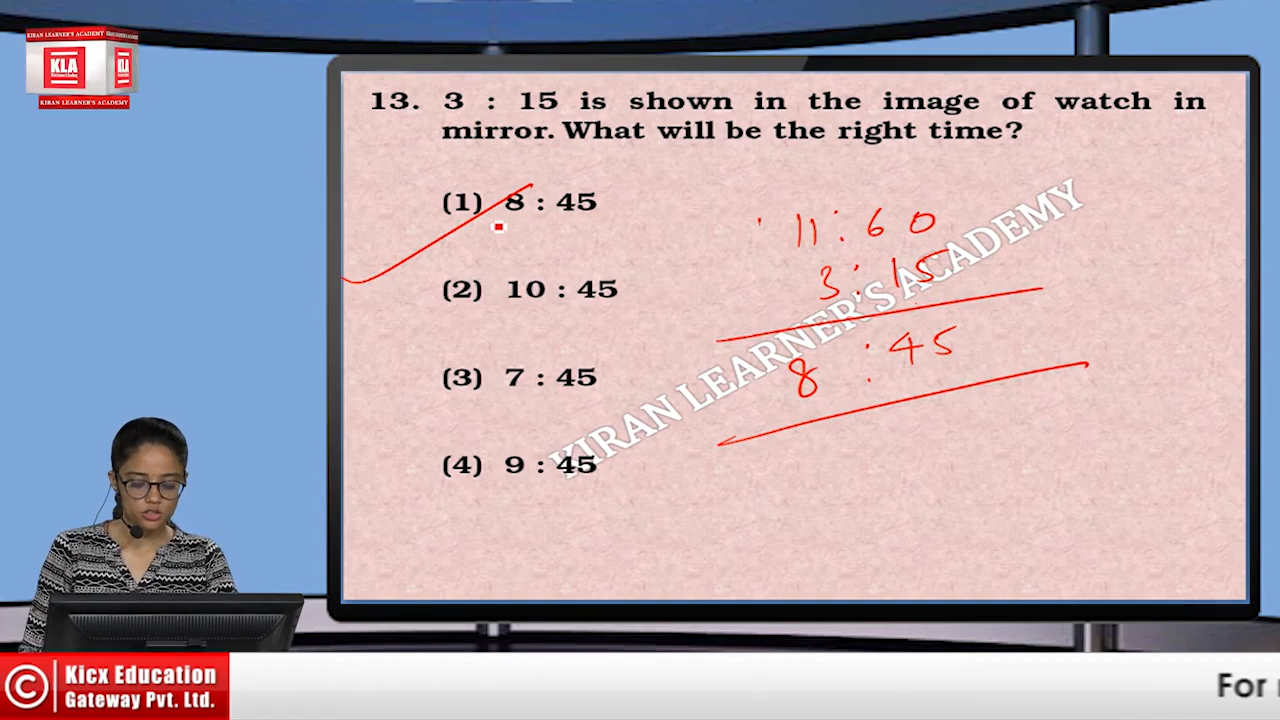 KIRAN LEARNER'S ACADEMY
KLA
KLA
KIRAN LEARNER'S ACADEMY
13. 3 : 15 is shown in the image of watch in
mirror. What will be the right time?
(1) 8 : 45
(2) 10 : 45
(3) 7 : 45
(4) 9 : 45
11 : 60
3 : 15
8 : 45
KIRAN LEARNER'S ACADEMY
© Kicx Education
Gateway Pvt. Ltd.
For